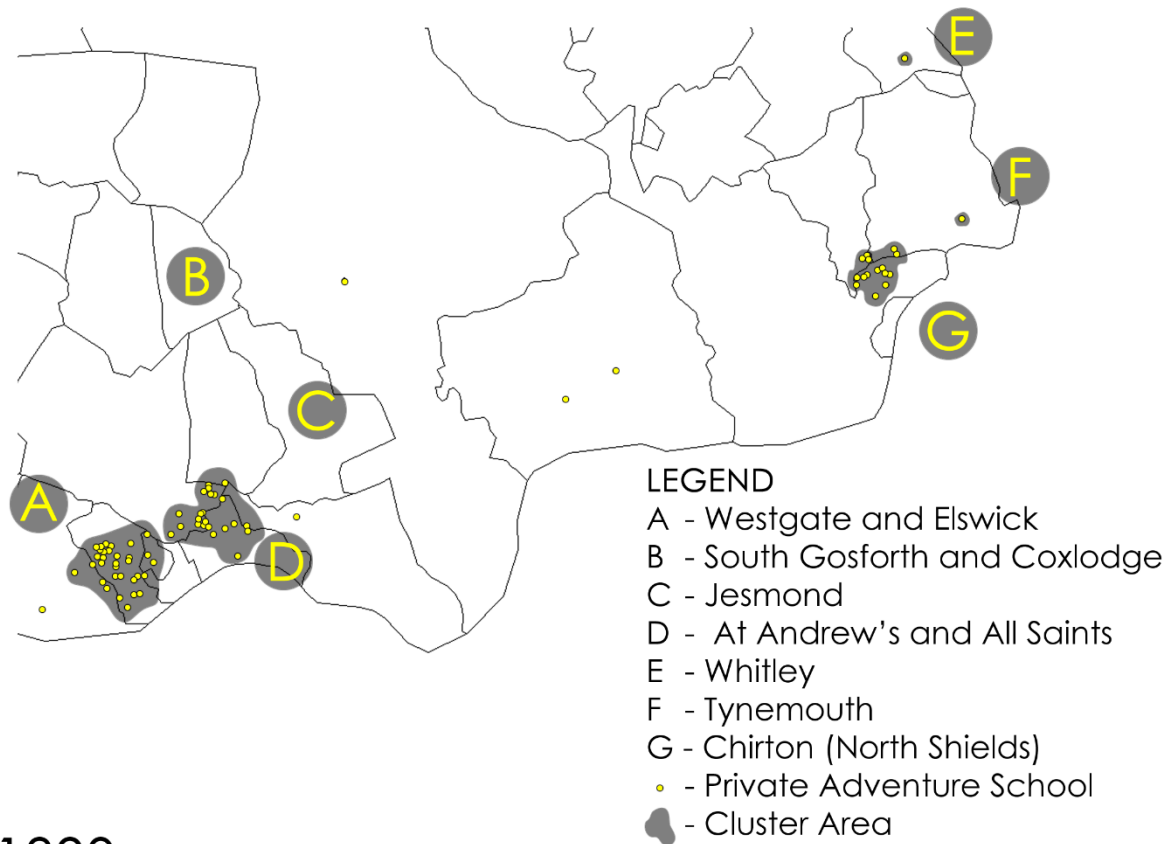 E
F
B
G
C
A
D
LEGEND
A - Westgate and Elswick
B - South Gosforth and Coxlodge
C - Jesmond
D - At Andrew's and All Saints
E - Whitley
F - Tynemouth
G - Chirton (North Shields)
- Private Adventure School
- Cluster Area